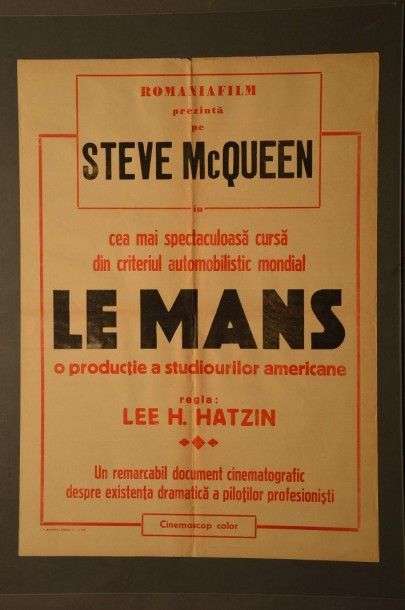 ROMANIAFILM
prezintă
pe
STEVE McQUEEN
în
cea mai spectaculoasă cursă
din criteriul automobilistic mondial
LE MANS
o producție a studiourilor americane
regia:
LEE H. HATZIN
Un remarcabil document cinematografic
despre existența dramatică a piloților profesioniști
Cinemascop color